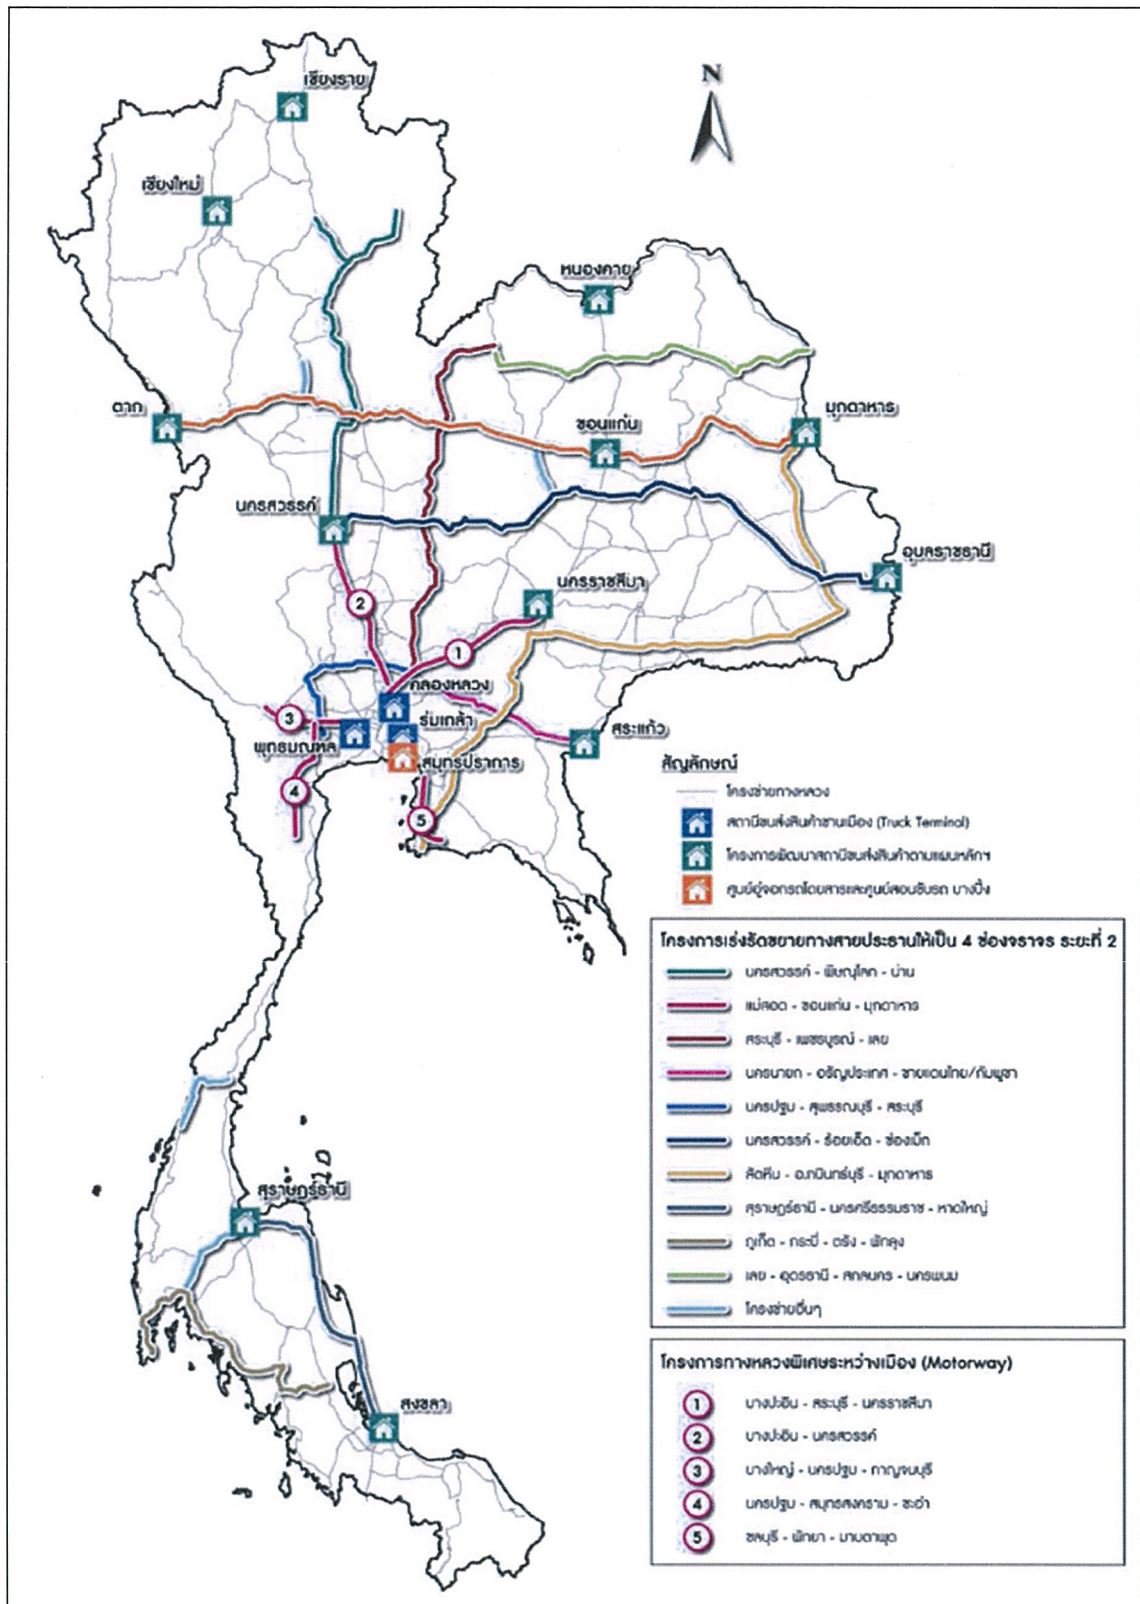 เชียงราย
N
เชียงใหม่
หนองคาย
ตาก
มุกดาหาร
ขอนแก่น
นครสวรรค์
อุบลราชธานี
นครราชสีมา
2
1
คลองหลวง
3
ร่มเกล้า
สระแก้ว
พุทธมณฑล
สมุทรปราการ
4
5
สัญลักษณ์
โครงข่ายทางหลวง
สถานีขนส่งสินค้าชานเมือง (Truck Terminal)
โครงการพัฒนาสถานีขนส่งสินค้าตามแผนหลักฯ
ศูนย์อู่จอดรถโดยสารและศูนย์สอนขับรถ บางปิ้ง
โครงการเร่งรัดขยายทางสายประธานให้เป็น 4 ช่องจราจร ระยะที่ 2
นครสวรรค์ - พิษณุโลก - น่าน
แม่สอด - ขอนแก่น - มุกดาหาร
สระบุรี - เพชรบูรณ์ - เลย
นครนายก - อรัญประเทศ - ชายแดนไทย/กัมพูชา
นครปฐม - สุพรรณบุรี - สระบุรี
นครสวรรค์ - ร้อยเอ็ด - ช่องเม็ก
สัตหีบ - อ.กบินทร์บุรี - มุกดาหาร
สุราษฎร์ธานี - นครศรีธรรมราช - หาดใหญ่
ภูเก็ต - กระบี่ - ตรัง - พัทลุง
เลย - อุดรธานี - สกลนคร - นครพนม
โครงข่ายอื่นๆ
สุราษฎร์ธานี
สงขลา
โครงการทางหลวงพิเศษระหว่างเมือง (Motorway)
1 บางปะอิน - สระบุรี - นครราชสีมา
2 บางปะอิน - นครสวรรค์
3 บางใหญ่ - นครปฐม - กาญจนบุรี
4 นครปฐม - สมุทรสงคราม - ชะอำ
5 ชลบุรี - พัทยา - มาบตาพุด